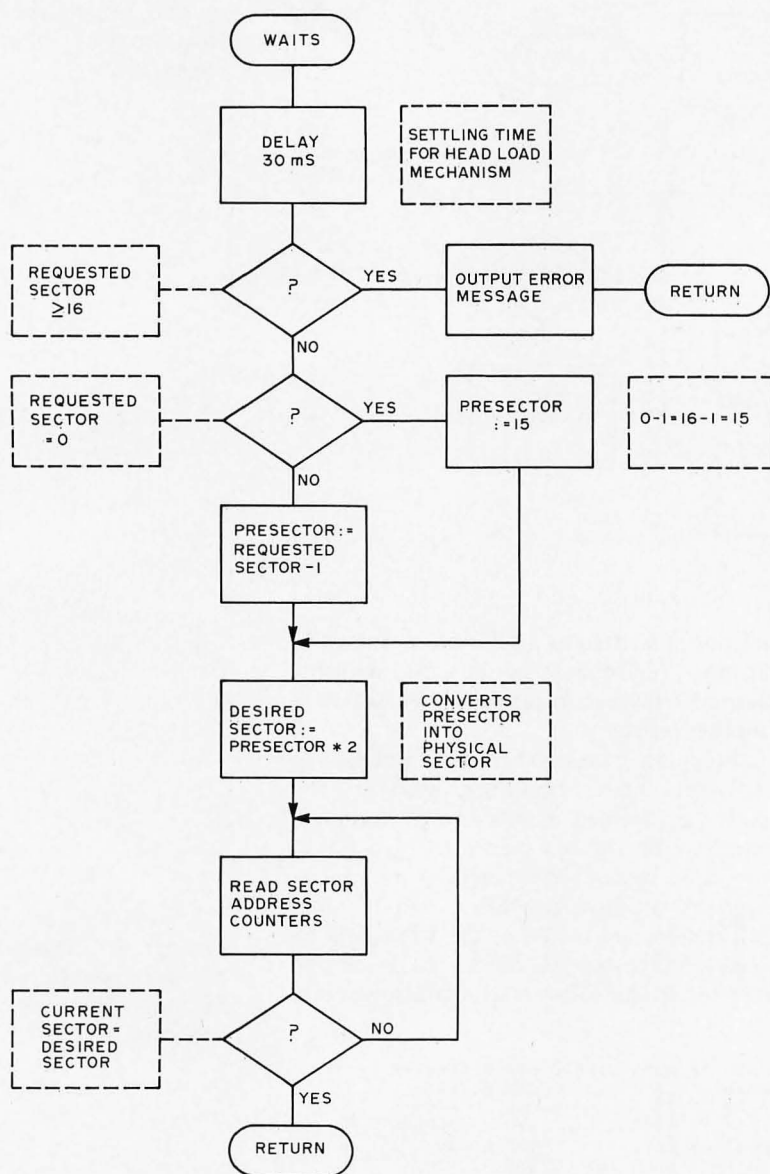 WAITS
DELAY
30 mS
SETTLING TIME
FOR HEAD LOAD
MECHANISM
REQUESTED
SECTOR
≥16
?
YES
OUTPUT ERROR
MESSAGE
RETURN
NO
REQUESTED
SECTOR
=0
?
YES
PRESECTOR
:=15
0-1=16-1=15
NO
PRESECTOR:=
REQUESTED
SECTOR-1
DESIRED
SECTOR:=
PRESECTOR * 2
CONVERTS
PRESECTOR
INTO
PHYSICAL
SECTOR
READ SECTOR
ADDRESS
COUNTERS
CURRENT
SECTOR=
DESIRED
SECTOR
?
NO
YES
RETURN